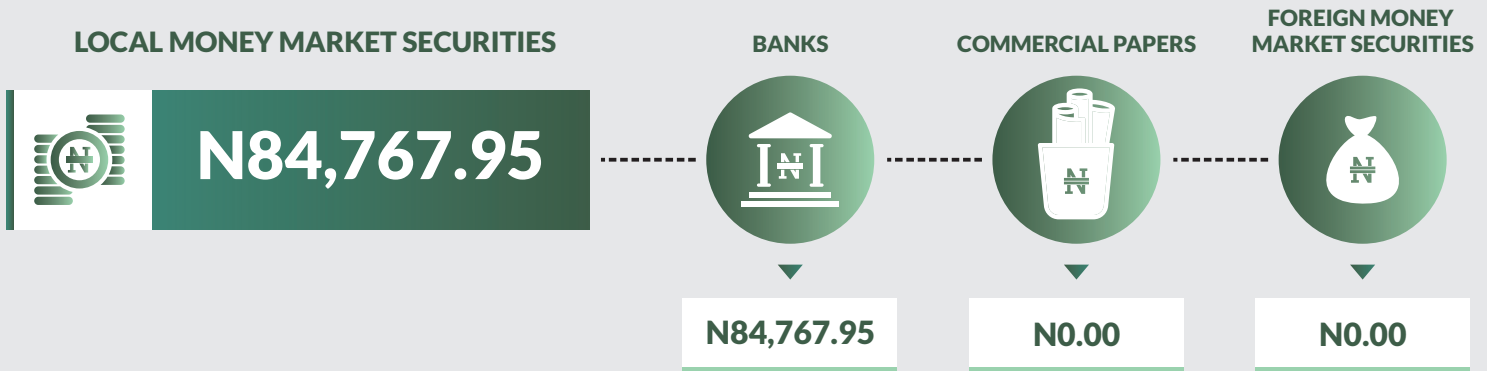 LOCAL MONEY MARKET SECURITIES
N84,767.95
BANKS
N84,767.95
COMMERCIAL PAPERS
N0.00
FOREIGN MONEY
MARKET SECURITIES
N0.00